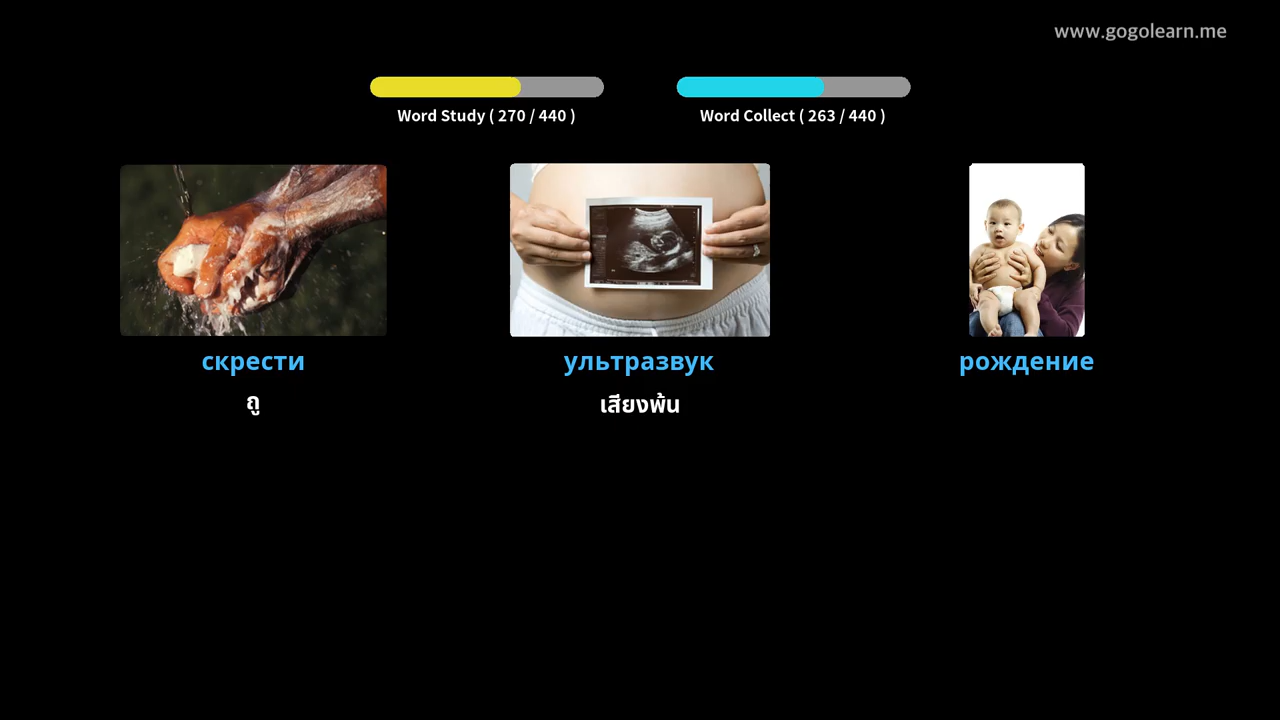 www.gogolearn.me
Word Study ( 270 / 440 )
Word Collect ( 263 / 440 )
скрести
ультразвук
рождение
ถู
เสียงพ้น